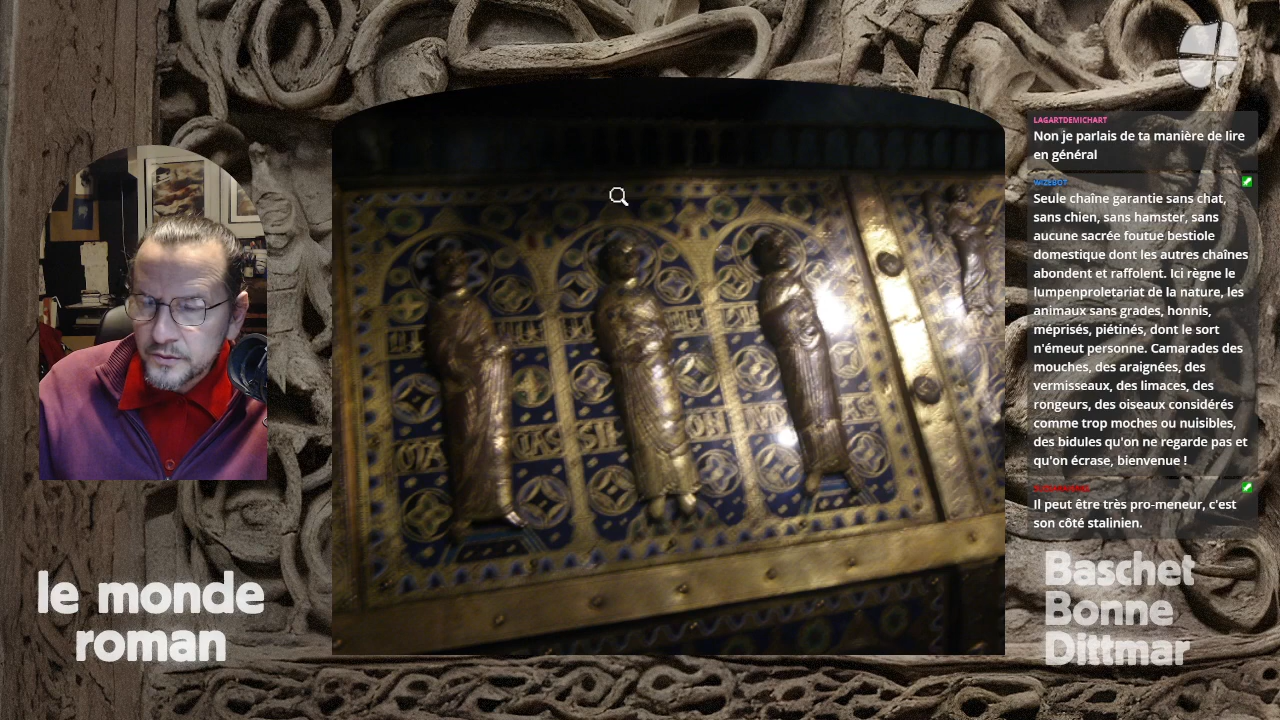 LAGARTDEMICHART
Non je parlais de ta manière de lire
en général
WIZEBOT
Seule chaîne garantie sans chat,
sans chien, sans hamster, sans
aucune sacrée foutue bestiole
domestique dont les autres chaînes
abondent et raffolent. Ici règne le
lumpenproletariat de la nature, les
animaux sans grades, honnis,
méprisés, piétinés, dont le sort
n'émeut personne. Camarades des
mouches, des araignées, des
vermisseaux, des limaces, des
rongeurs, des oiseaux considérés
comme trop moches ou nuisibles,
des bidules qu'on ne regarde pas et
qu'on écrase, bienvenue !
Il peut être très pro-meneur, c'est
son côté stalinien.
le monde
roman
Baschet
Bonne
Dittmar